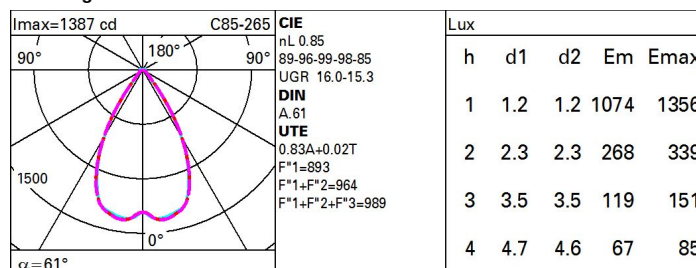 Imax=1387 cd C85-265
90° 180° 90°
1500
0°
α=61°
CIE
nL 0.85
89-96-99-98-85
UGR 16.0-15.3
DIN
A.61
UTE
0.83A+0.02T
F"1=893
F"1+F"2=964
F"1+F"2+F"3=989
Lux
h d1 d2 Em Emax
1 1.2 1.2 1074 1356
2 2.3 2.3 268 339
3 3.5 3.5 119 151
4 4.7 4.6 67 85